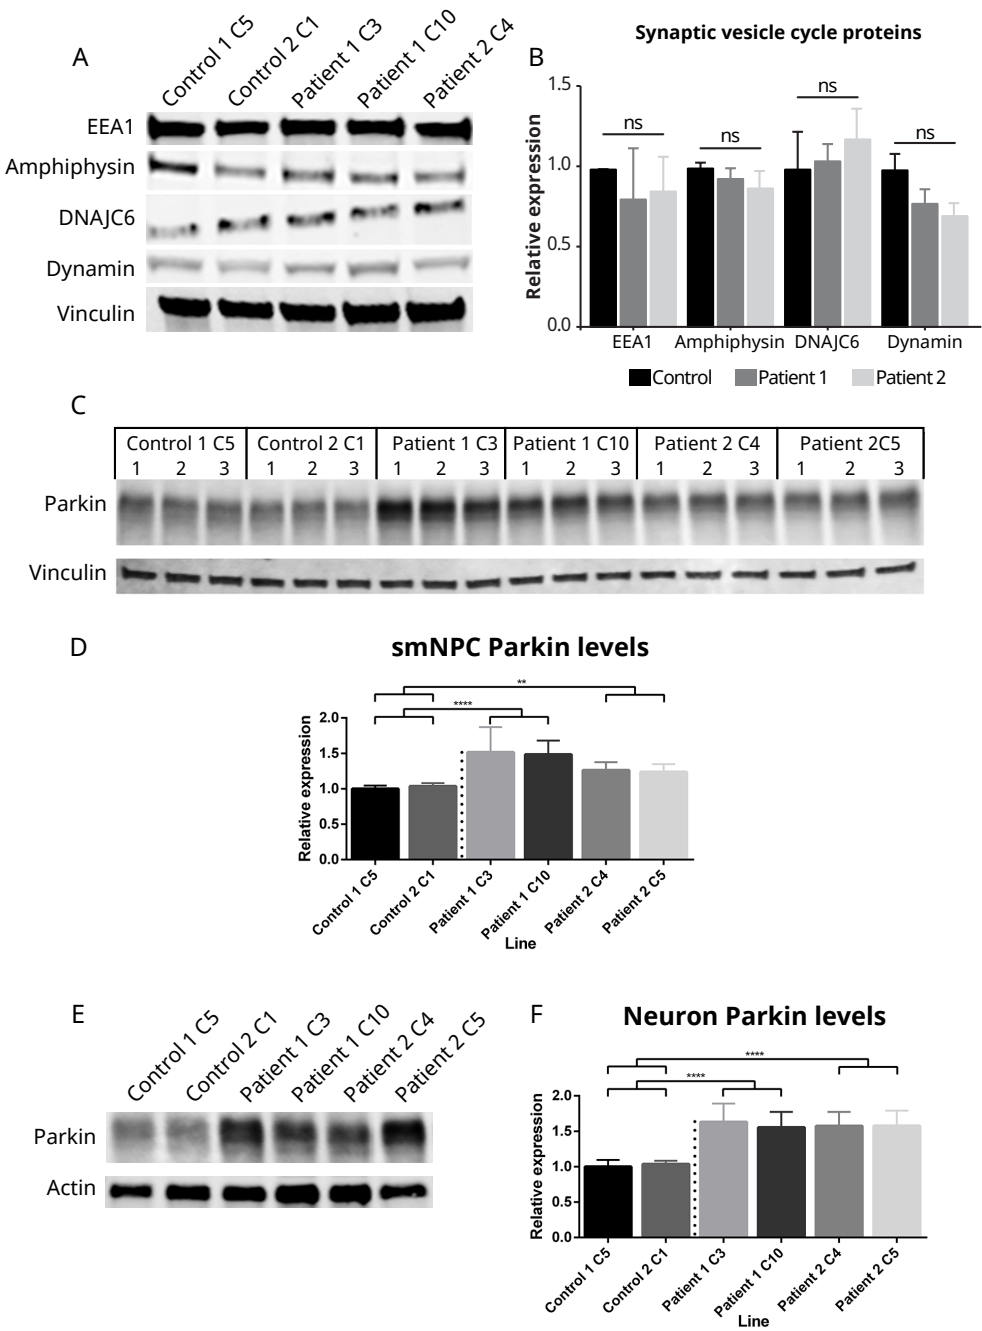 A
Control 1 C5
Control 2 C1
Patient 1 C3
Patient 1 C10
Patient 2 C4
EEA1
Amphiphysin
DNAJC6
Dynamin
Vinculin
B
Synaptic vesicle cycle proteins
Relative expression
1.5
1.0
0.5
0.0
ns
ns
ns
ns
EEA1 Amphiphysin DNAJC6 Dynamin
Control Patient 1 Patient 2
C
Control 1 C5 Control 2 C1 Patient 1 C3 Patient 1 C10 Patient 2 C4 Patient 2C5
1 2 3 1 2 3 1 2 3 1 2 3 1 2 3 1 2 3
Parkin
Vinculin
D
smNPC Parkin levels
**
****
Relative expression
2.0
1.5
1.0
0.5
0.0
Control 1 C5
Control 2 C1
Patient 1 C3
Patient 1 C10
Patient 2 C4
Patient 2 C5
Line
E
Control 1 C5
Control 2 C1
Patient 1 C3
Patient 1 C10
Patient 2 C4
Patient 2 C5
Parkin
Actin
F
Neuron Parkin levels
****
****
Relative expression
2.0
1.5
1.0
0.5
0.0
Control 1 C5
Control 2 C1
Patient 1 C3
Patient 1 C10
Patient 2 C4
Patient 2 C5
Line